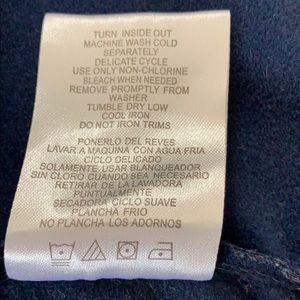 TURN INSIDE OUT
MACHINE WASH COLD
SEPARATELY
DELICATE CYCLE
USE ONLY NON-CHLORINE
BLEACH WHEN NEEDED
REMOVE PROMPTLY FROM
WASHER
TUMBLE DRY LOW
COOL IRON
DO NOT IRON TRIMS
PONERLO DEL REVES
LAVAR A MAQUINA CON AGUA FRIA
CICLO DELICADO
SOLAMENTE USAR BLANQUEADOR
SIN CLORO CUANDO SEA NECESARIO
RETIRAR DE LA LAVADORA
PUNTUALMENTE
SECADORA CICLO SUAVE
PLANCHA FRIO
NO PLANCHA LOS ADORNOS